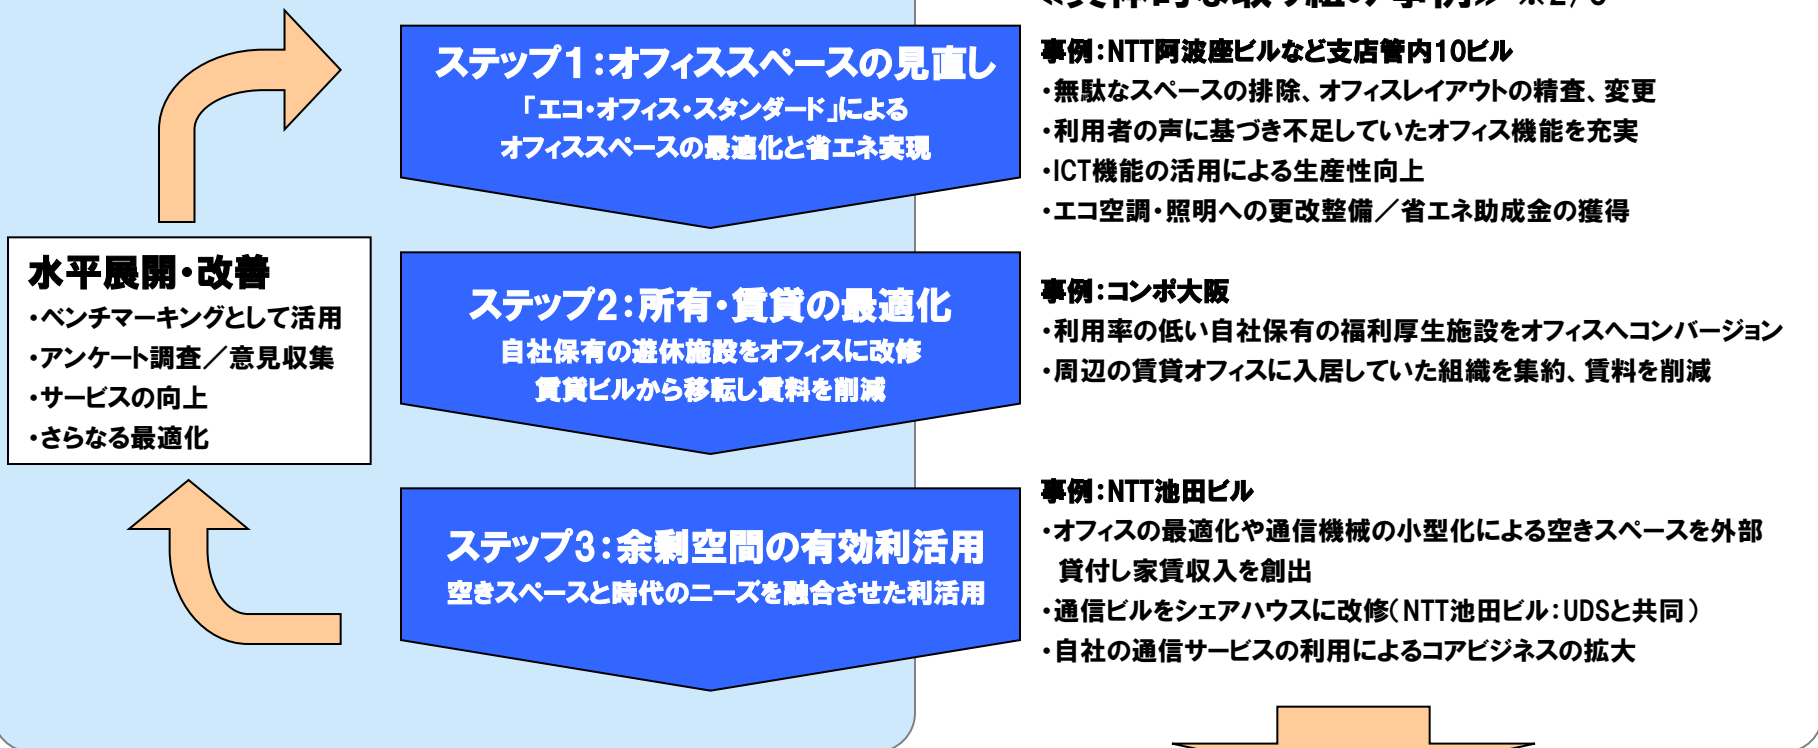 ステップ1:オフィススペースの見直し
「エコ・オフィス・スタンダード」による
オフィススペースの最適化と省エネ実現
ステップ2:所有・賃貸の最適化
自社保有の遊休施設をオフィスに改修
賃貸ビルから移転し賃料を削減
ステップ3:余剰空間の有効利活用
空きスペースと時代のニーズを融合させた利活用
水平展開・改善
・ベンチマーキングとして活用
・アンケート調査／意見収集
・サービスの向上
・さらなる最適化
事例:NTT阿波座ビルなど支店管内10ビル
・無駄なスペースの排除、オフィスレイアウトの精査、変更
・利用者の声に基づき不足していたオフィス機能を充実
・ICT機能の活用による生産性向上
・エコ空調・照明への更改整備／省エネ助成金の獲得
事例:コンポ大阪
・利用率の低い自社保有の福利厚生施設をオフィスへコンバージョン
・周辺の賃貸オフィスに入居していた組織を集約、賃料を削減
事例:NTT池田ビル
・オフィスの最適化や通信機械の小型化による空きスペースを外部
貸付し家賃収入を創出
・通信ビルをシェアハウスに改修(NTT池田ビル:UDSと共同)
・自社の通信サービスの利用によるコアビジネスの拡大